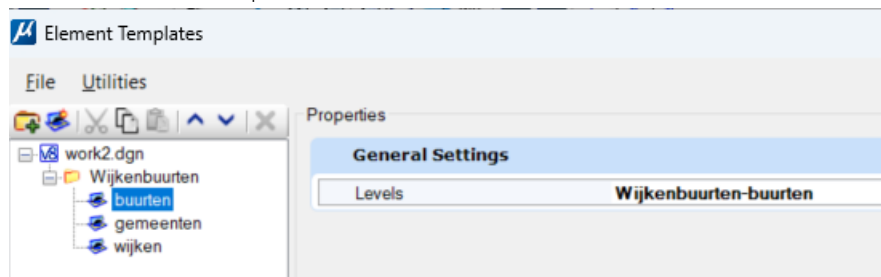 Element Templates
File Utilities
Properties
work2.dgn
General Settings
Wijkenbuurten
Levels Wijkenbuurten-buurten
buurten
gemeenten
wijken